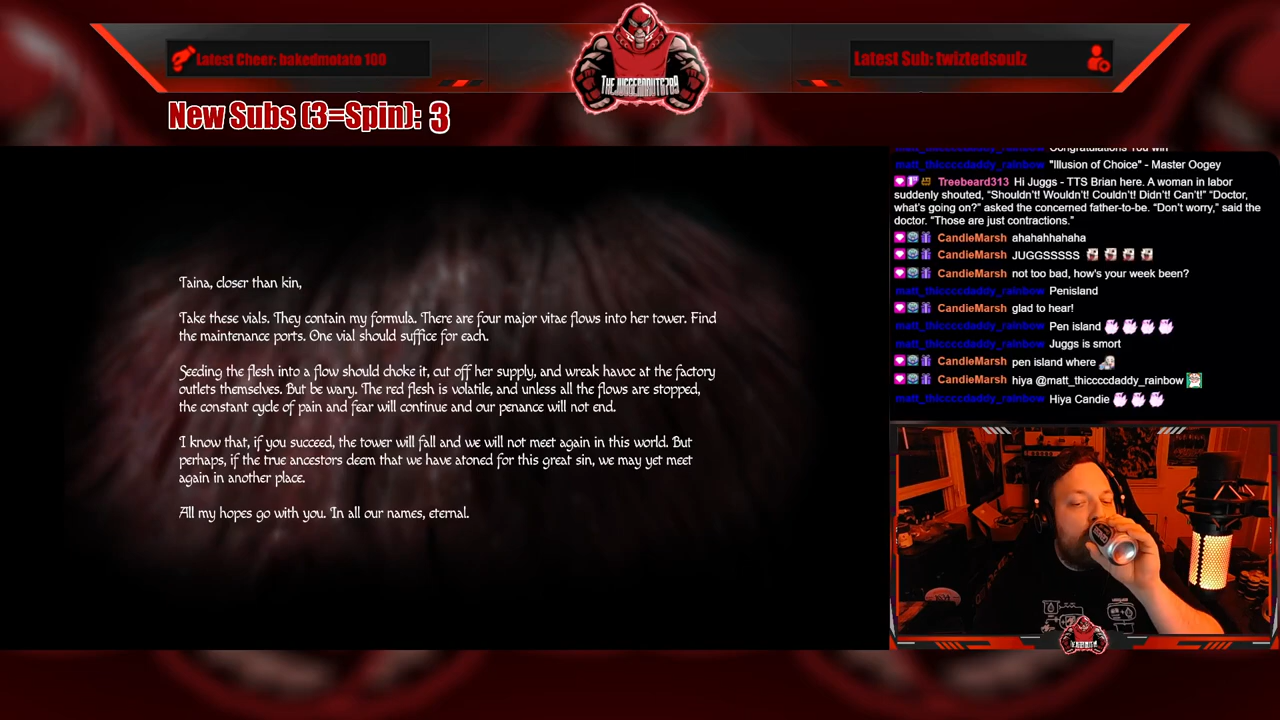 Latest Cheer: bakedmotato 100
THEJUGGERNAUTG789
Latest Sub: twiztedsoulz
New Subs (3=Spin): 3
matt_thiccccdaddy_rainbow Congratulations You win
matt_thiccccdaddy_rainbow "Illusion of Choice" - Master Oogey
Treebeard313 Hi Juggs - TTS Brian here. A woman in labor
suddenly shouted, “Shouldn’t! Wouldn’t! Couldn’t! Didn’t! Can’t!” “Doctor,
what’s going on?” asked the concerned father-to-be. “Don’t worry,” said the
doctor. “Those are just contractions.”
CandieMarsh ahahahhahaha
CandieMarsh JUGGSSSSS
CandieMarsh not too bad, how's your week been?
matt_thiccccdaddy_rainbow Penisland
CandieMarsh glad to hear!
matt_thiccccdaddy_rainbow Pen island
matt_thiccccdaddy_rainbow Juggs is smort
CandieMarsh pen island where
CandieMarsh hiya @matt_thiccccdaddy_rainbow
matt_thiccccdaddy_rainbow Hiya Candie
Taina, closer than kin,
Take these vials. They contain my formula. There are four major vitae flows into her tower. Find
the maintenance ports. One vial should suffice for each.
Seeding the flesh into a flow should choke it, cut off her supply, and wreak havoc at the factory
outlets themselves. But be wary. The red flesh is volatile, and unless all the flows are stopped,
the constant cycle of pain and fear will continue and our penance will not end.
I know that, if you succeed, the tower will fall and we will not meet again in this world. But
perhaps, if the true ancestors deem that we have atoned for this great sin, we may yet meet
again in another place.
All my hopes go with you. In all our names, eternal.